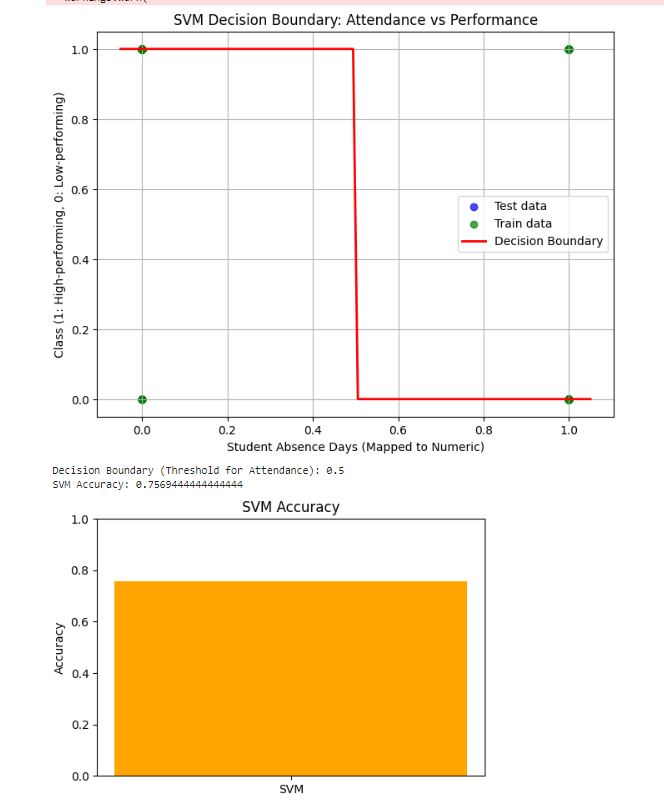 SVM Decision Boundary: Attendance vs Performance
1.0
0.8
0.6
0.4
0.2
0.0
Class (1: High-performing, 0: Low-performing)
Test data
Train data
Decision Boundary
0.0 0.2 0.4 0.6 0.8 1.0
Student Absence Days (Mapped to Numeric)
Decision Boundary (Threshold for Attendance): 0.5
SVM Accuracy: 0.7569444444444444
SVM Accuracy
1.0
0.8
0.6
0.4
0.2
0.0
Accuracy
SVM